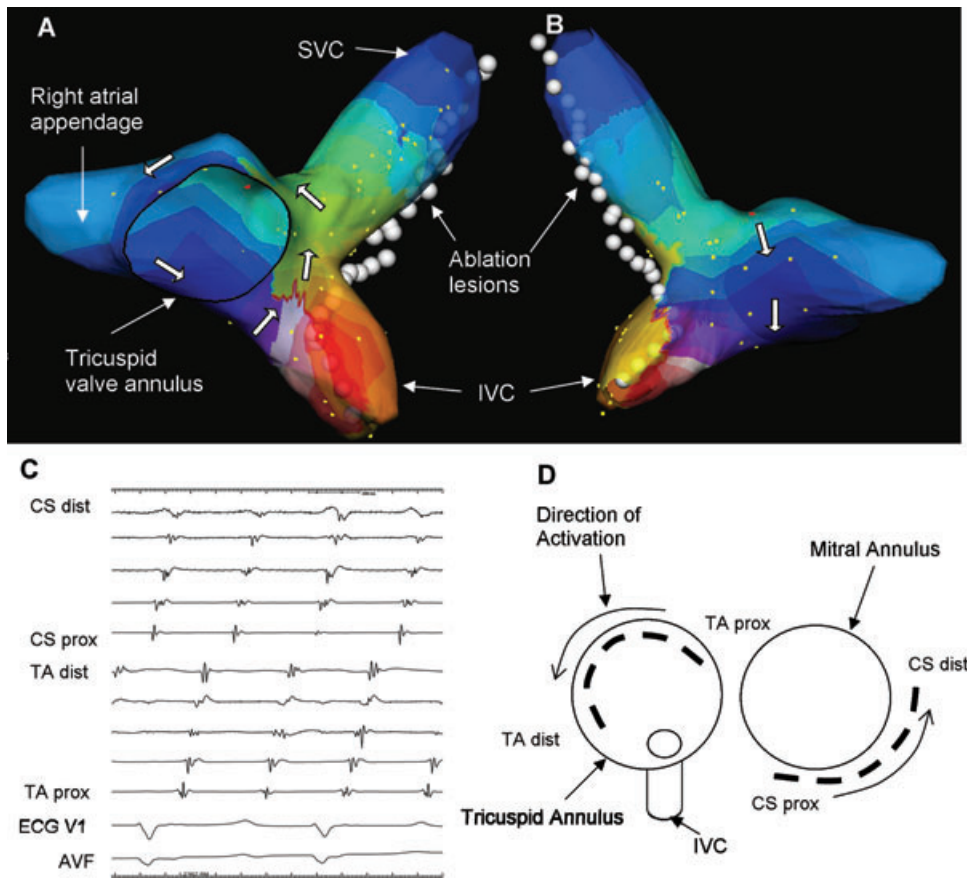 A
B
SVC
Right atrial
appendage
Ablation
lesions
Tricuspid
valve annulus
IVC
C
CS dist
CS prox
TA dist
TA prox
ECG V1
AVF
D
Direction of
Activation
Mitral Annulus
TA prox
CS dist
TA dist
CS prox
Tricuspid Annulus
IVC